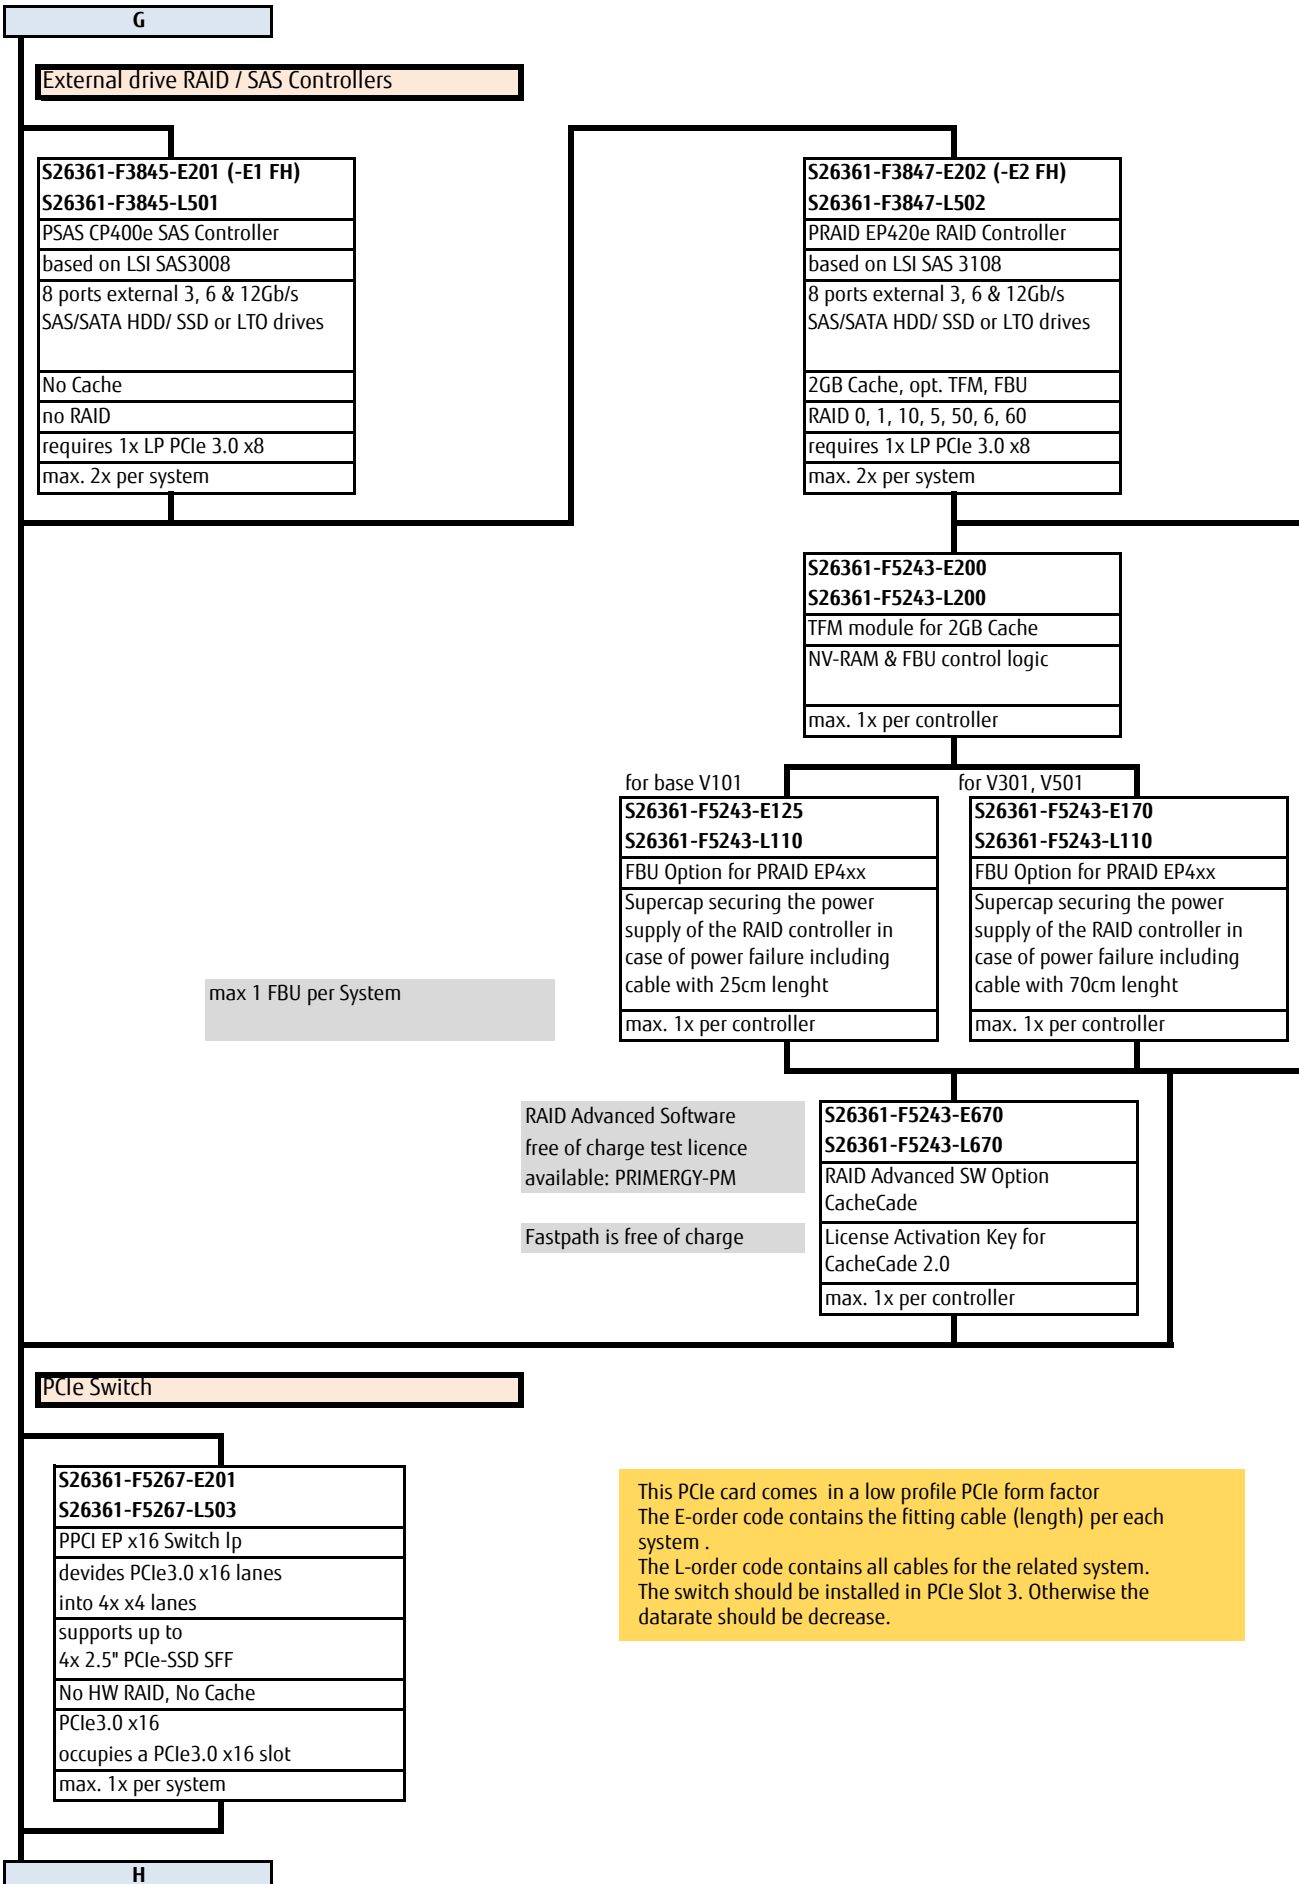 G
External drive RAID / SAS Controllers
S26361-F3845-E201 (-E1 FH)
S26361-F3845-L501
PSAS CP400e SAS Controller
based on LSI SAS3008
8 ports external 3, 6 & 12Gb/s
SAS/SATA HDD/ SSD or LTO drives
No Cache
no RAID
requires 1x LP PCIe 3.0 x8
max. 2x per system
S26361-F3847-E202 (-E2 FH)
S26361-F3847-L502
PRAID EP420e RAID Controller
based on LSI SAS 3108
8 ports external 3, 6 & 12Gb/s
SAS/SATA HDD/ SSD or LTO drives
2GB Cache, opt. TFM, FBU
RAID 0, 1, 10, 5, 50, 6, 60
requires 1x LP PCIe 3.0 x8
max. 2x per system
S26361-F5243-E200
S26361-F5243-L200
TFM module for 2GB Cache
NV-RAM & FBU control logic
max. 1x per controller
for base V101
S26361-F5243-E125
S26361-F5243-L110
FBU Option for PRAID EP4xx
Supercap securing the power
supply of the RAID controller in
case of power failure including
cable with 25cm lenght
max. 1x per controller
for V301, V501
S26361-F5243-E170
S26361-F5243-L110
FBU Option for PRAID EP4xx
Supercap securing the power
supply of the RAID controller in
case of power failure including
cable with 70cm lenght
max. 1x per controller
max 1 FBU per System
RAID Advanced Software
free of charge test licence
available: PRIMERGY-PM
Fastpath is free of charge
S26361-F5243-E670
S26361-F5243-L670
RAID Advanced SW Option
CacheCade
License Activation Key for
CacheCade 2.0
max. 1x per controller
PCIe Switch
S26361-F5267-E201
S26361-F5267-L503
PPCI EP x16 Switch lp
devides PCIe3.0 x16 lanes
into 4x x4 lanes
supports up to
4x 2.5" PCIe-SSD SFF
No HW RAID, No Cache
PCIe3.0 x16
occupies a PCIe3.0 x16 slot
max. 1x per system
This PCIe card comes in a low profile PCIe form factor
The E-order code contains the fitting cable (length) per each
system .
The L-order code contains all cables for the related system.
The switch should be installed in PCIe Slot 3. Otherwise the
datarate should be decrease.
H